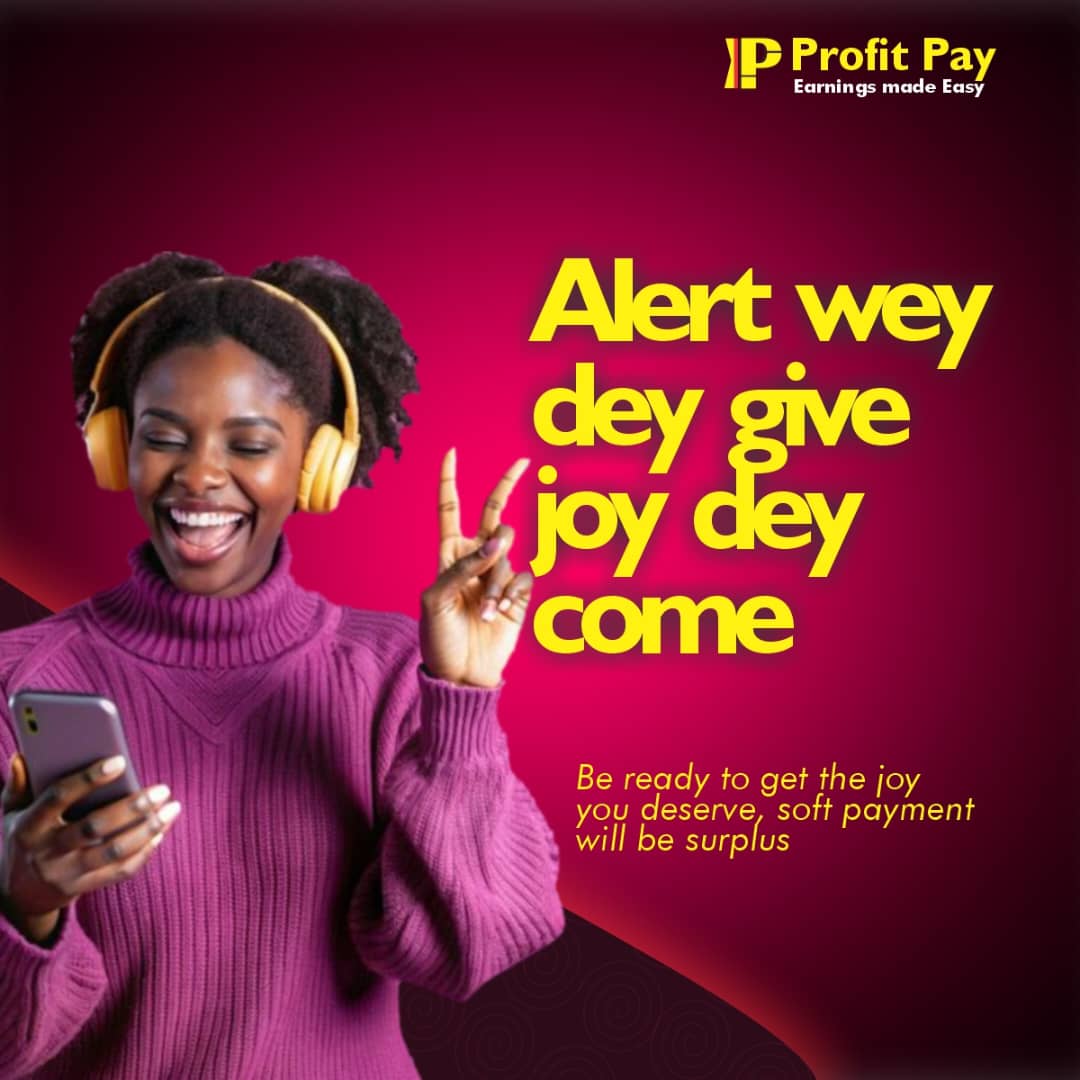 Profit Pay
Earnings made Easy
Alert wey
dey give
joy dey
come
Be ready to get the joy
you deserve, soft payment
will be surplus